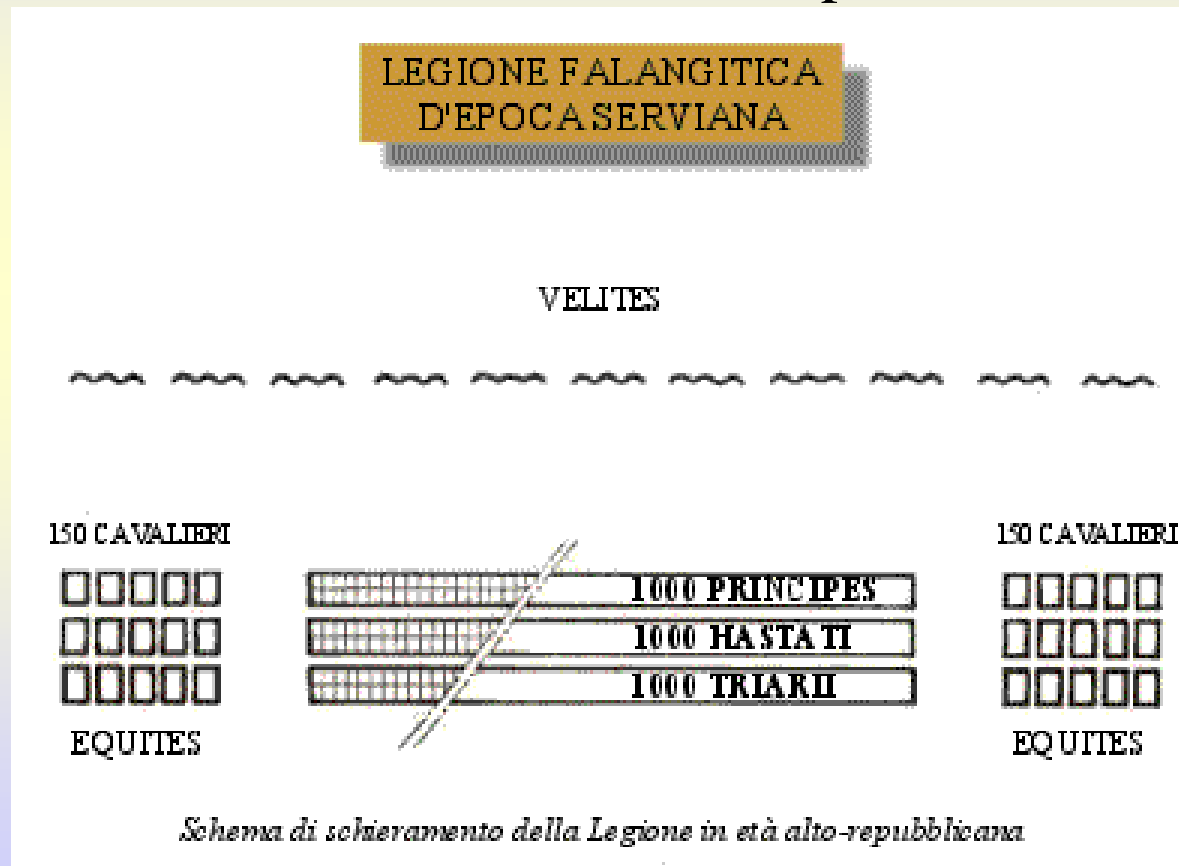 LEGIONE FALANGITICA
D'EPOCA SERVIANA
VELITES
150 CAVALIERI
150 CAVALIERI
1000 PRINCIPES
1000 HASTATI
1000 TRIARII
EQUITES
EQUITES
Schema di schieramento della Legione in età alto-repubblicana